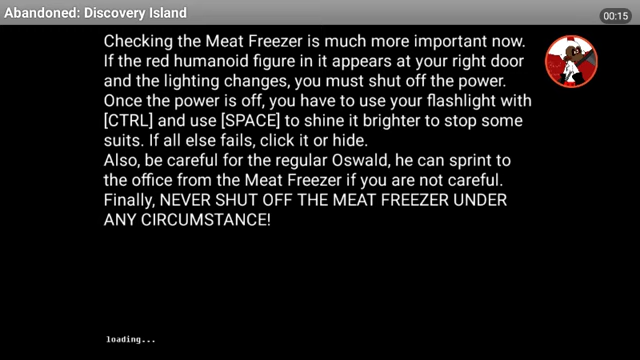 Abandoned: Discovery Island
00:15
Checking the Meat Freezer is much more important now.
If the red humanoid figure in it appears at your right door
and the lighting changes, you must shut off the power.
Once the power is off, you have to use your flashlight with
[CTRL] and use [SPACE] to shine it brighter to stop some
suits. If all else fails, click it or hide.
Also, be careful for the regular Oswald, he can sprint to
the office from the Meat Freezer if you are not careful.
Finally, NEVER SHUT OFF THE MEAT FREEZER UNDER
ANY CIRCUMSTANCE!
loading...